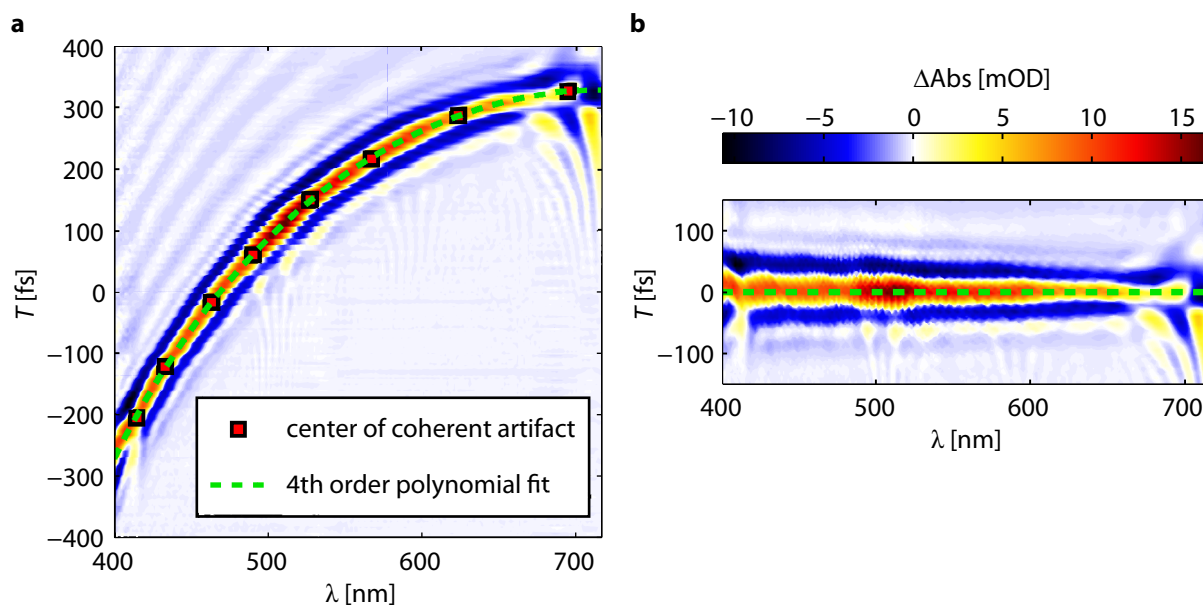 a
400
300
200
100
0
−100
−200
−300
−400
T [fs]
400
500
600
700
λ [nm]
center of coherent artifact
4th order polynomial fit
b
ΔAbs [mOD]
−10 −5 0 5 10 15
100
0
−100
T [fs]
400 500 600 700
λ [nm]